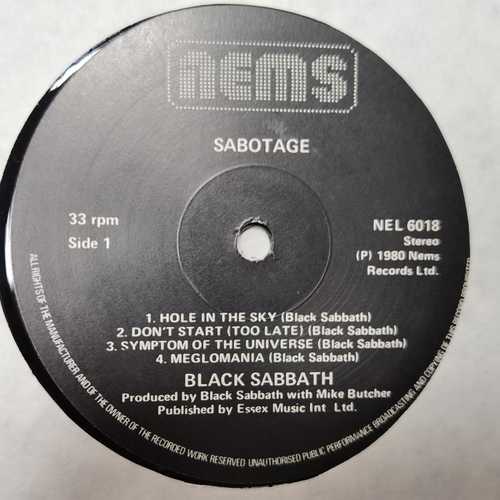 nems
SABOTAGE
33 rpm
Side 1
NEL 6018
Stereo
(P) 1980 Nems
Records Ltd.
1. HOLE IN THE SKY (Black Sabbath)
2. DON'T START (TOO LATE) (Black Sabbath)
3. SYMPTOM OF THE UNIVERSE (Black Sabbath)
4. MEGLOMANIA (Black Sabbath)
BLACK SABBATH
Produced by Black Sabbath with Mike Butcher
Published by Essex Music Int Ltd.
ALL RIGHTS OF THE MANUFACTURER AND OF THE OWNER OF THE RECORDED WORK RESERVED UNAUTHORISED PUBLIC PERFORMANCE BROADCASTING AND COPYING OF THIS